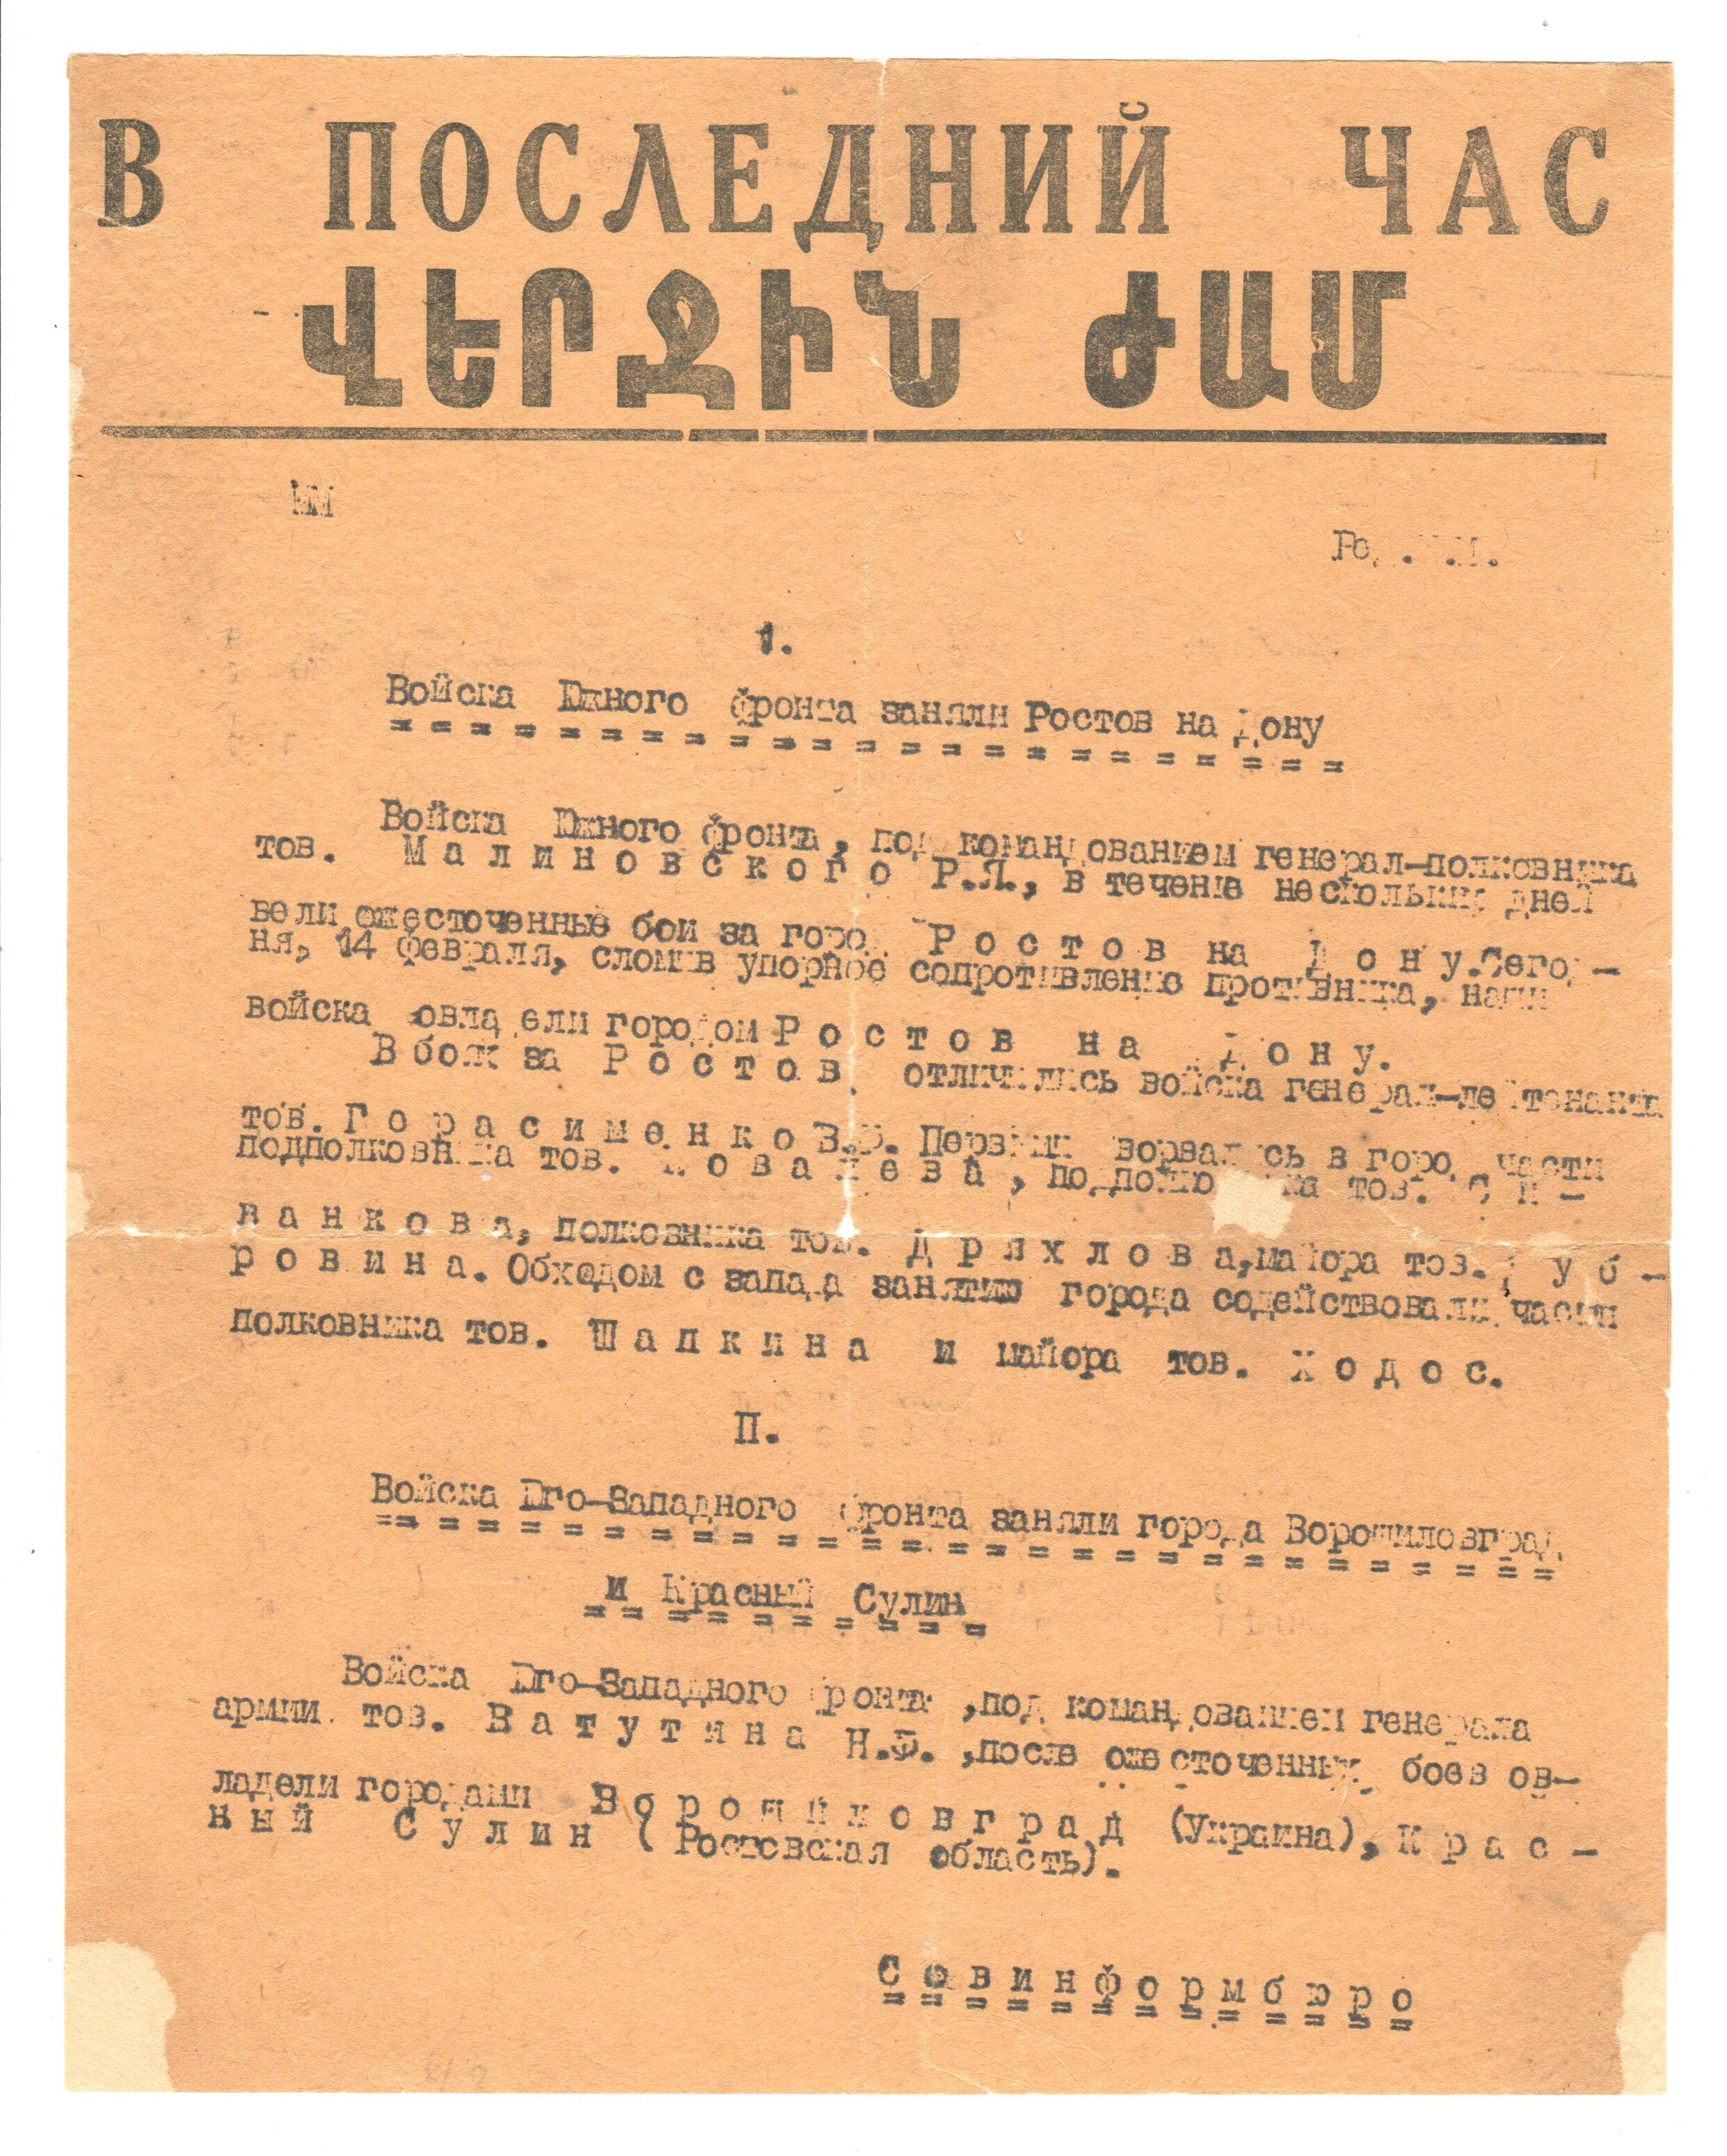 В ПОСЛЕДНИЙ ЧАС
ՎԵՐՋԻՆ ԺԱՄ
ММ
1.
Войска Южного фронта заняли Ростов на Дону
Войска Южного фронта, под командованием генерал-полковника
тов. Малиновского Р.Я., в течение нескольких дней
вели ожесточенные бои за город Ростов на Дону. Сегод-
ня, 14 февраля, сломив упорное сопротивление противника, наши
войска овладели городом Ростов на Дону.
В боях за Ростов отличились войска генерал-лейтенанта
тов. Горасименко В.Ф. Первыми ворвались в город части
подполковника тов. Ковалева, подполковника тов. Си-
ванкова, полковника тов. Дряхлова, майора тов. Дуб-
ровина. Обходом с запада занятию города содействовали части
полковника тов. Шапкина и майора тов. Ходос.
П.
Войска Юго-Западного фронта заняли города Ворошиловград
и Красный Сулин
Войска Юго-Западного фронта, под командованием генерала
армии тов. Ватутина Н.Ф., после ожесточенных боев ов-
ладели городами Ворошиловград (Украина), Крас-
ный Сулин (Ростовская область).
Совинформбюро